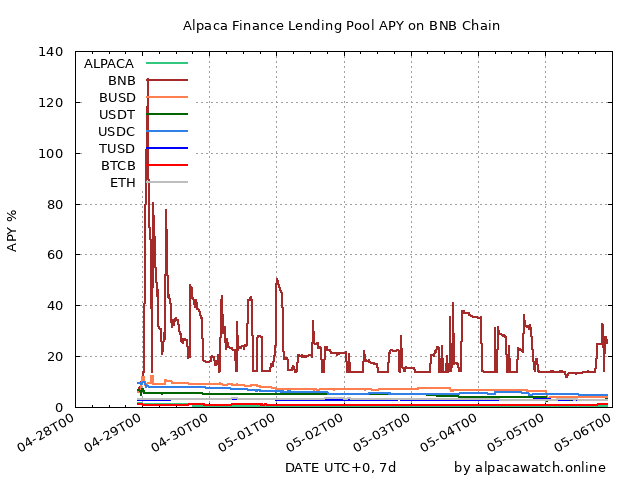 Alpaca Finance Lending Pool APY on BNB Chain
140
120
100
80
60
40
20
0
APY %
ALPACA
BNB
BUSD
USDT
USDC
TUSD
BTCB
ETH
04-28T00
04-29T00
04-30T00
05-01T00
05-02T00
05-03T00
05-04T00
05-05T00
05-06T00
DATE UTC+0, 7d
by alpacawatch.online